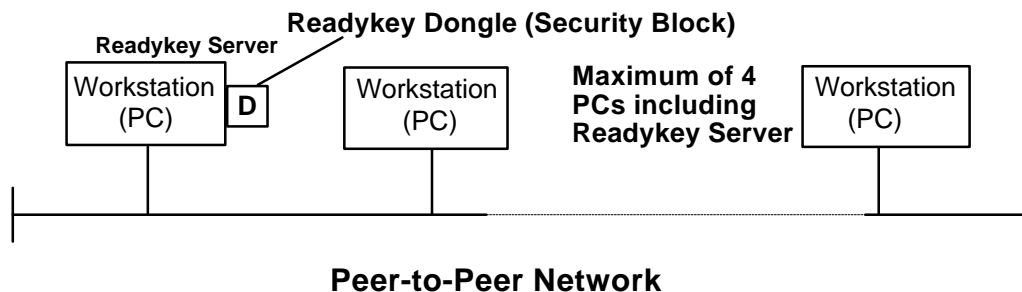 Readykey Dongle (Security Block)
Readykey Server
Workstation
(PC)
D
Workstation
(PC)
Maximum of 4
PCs including
Readykey Server
Workstation
(PC)
Peer-to-Peer Network